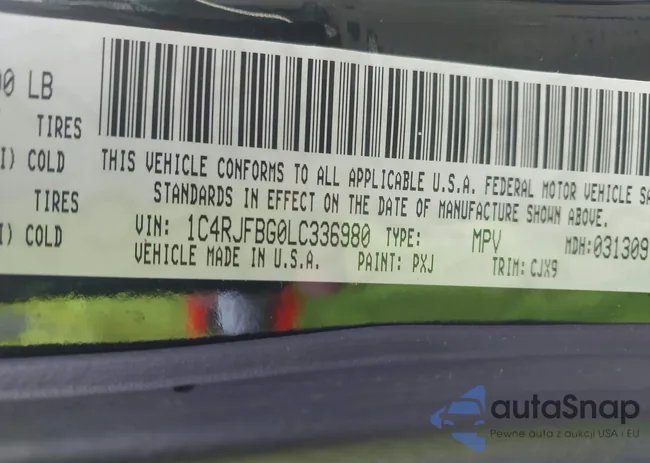 00 LB
TIRES
I) COLD
TIRES
I) COLD
THIS VEHICLE CONFORMS TO ALL APPLICABLE U.S.A. FEDERAL MOTOR VEHICLE SA
STANDARDS IN EFFECT ON THE DATE OF MANUFACTURE SHOWN ABOVE.
VIN: 1C4RJFBG0LC336980 TYPE: MPV MDH:031309
VEHICLE MADE IN U.S.A. PAINT: PXJ TRIM: CJX9
autaSnap
Pewne auta z aukcji USA i EU